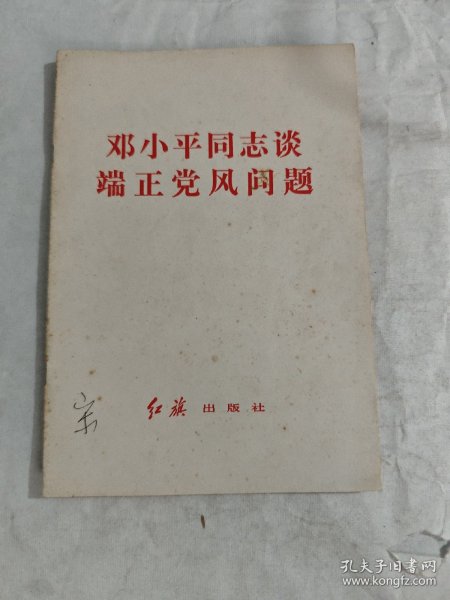 邓小平同志谈
端正党风问题
宋
红旗 出版社
孔夫子旧书网
www.kongfz.com